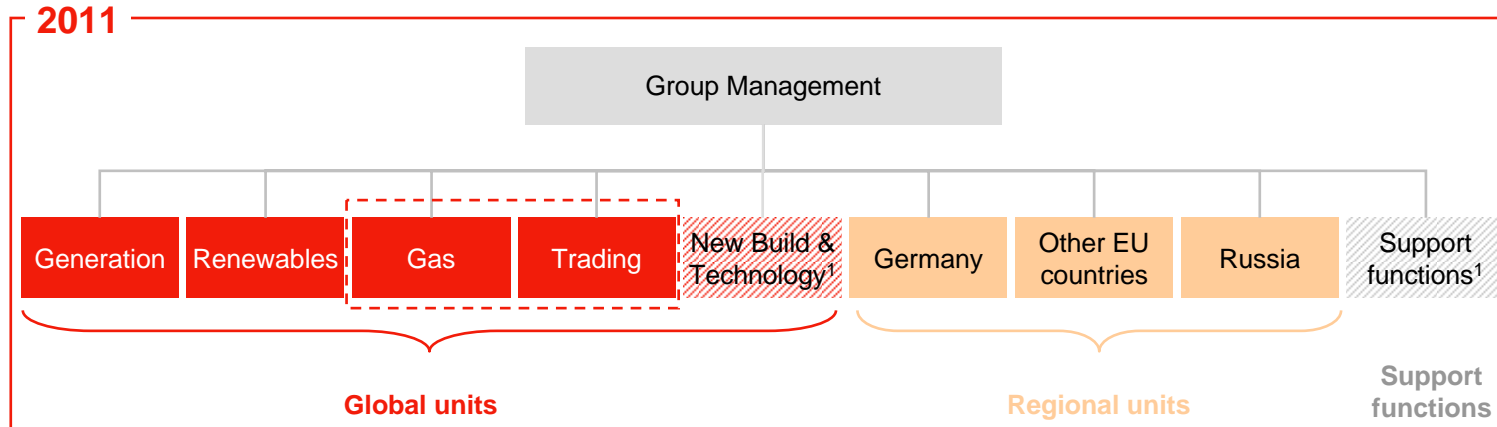 2011
Group Management
Generation
Renewables
Gas
Trading
New Build &
Technology¹
Germany
Other EU
countries
Russia
Support
functions¹
Global units
Regional units
Support
functions